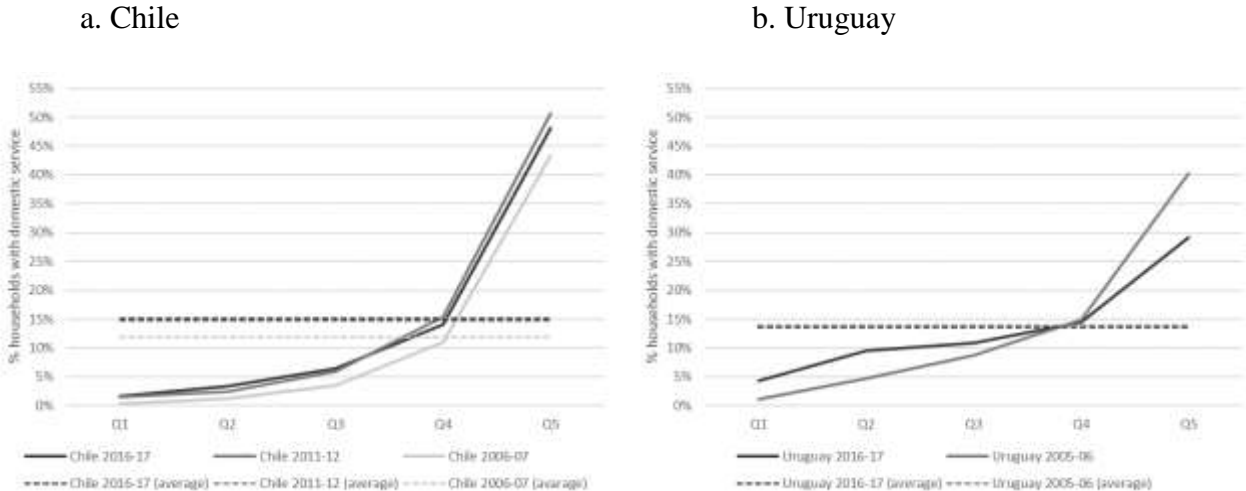 a. Chile
b. Uruguay
% households with domestic service
55%
50%
45%
40%
35%
30%
25%
20%
15%
10%
5%
0%
Q1 Q2 Q3 Q4 Q5
Chile 2016-17 Chile 2011-12 Chile 2006-07
Chile 2016-17 (average) Chile 2011-12 (average) Chile 2006-07 (avarage)
% households with domestic service
55%
50%
45%
40%
35%
30%
25%
20%
15%
10%
5%
0%
Q1 Q2 Q3 Q4 Q5
Uruguay 2016-17 Uruguay 2005-06
Uruguay 2016-17 (average) Uruguay 2005-06 (average)